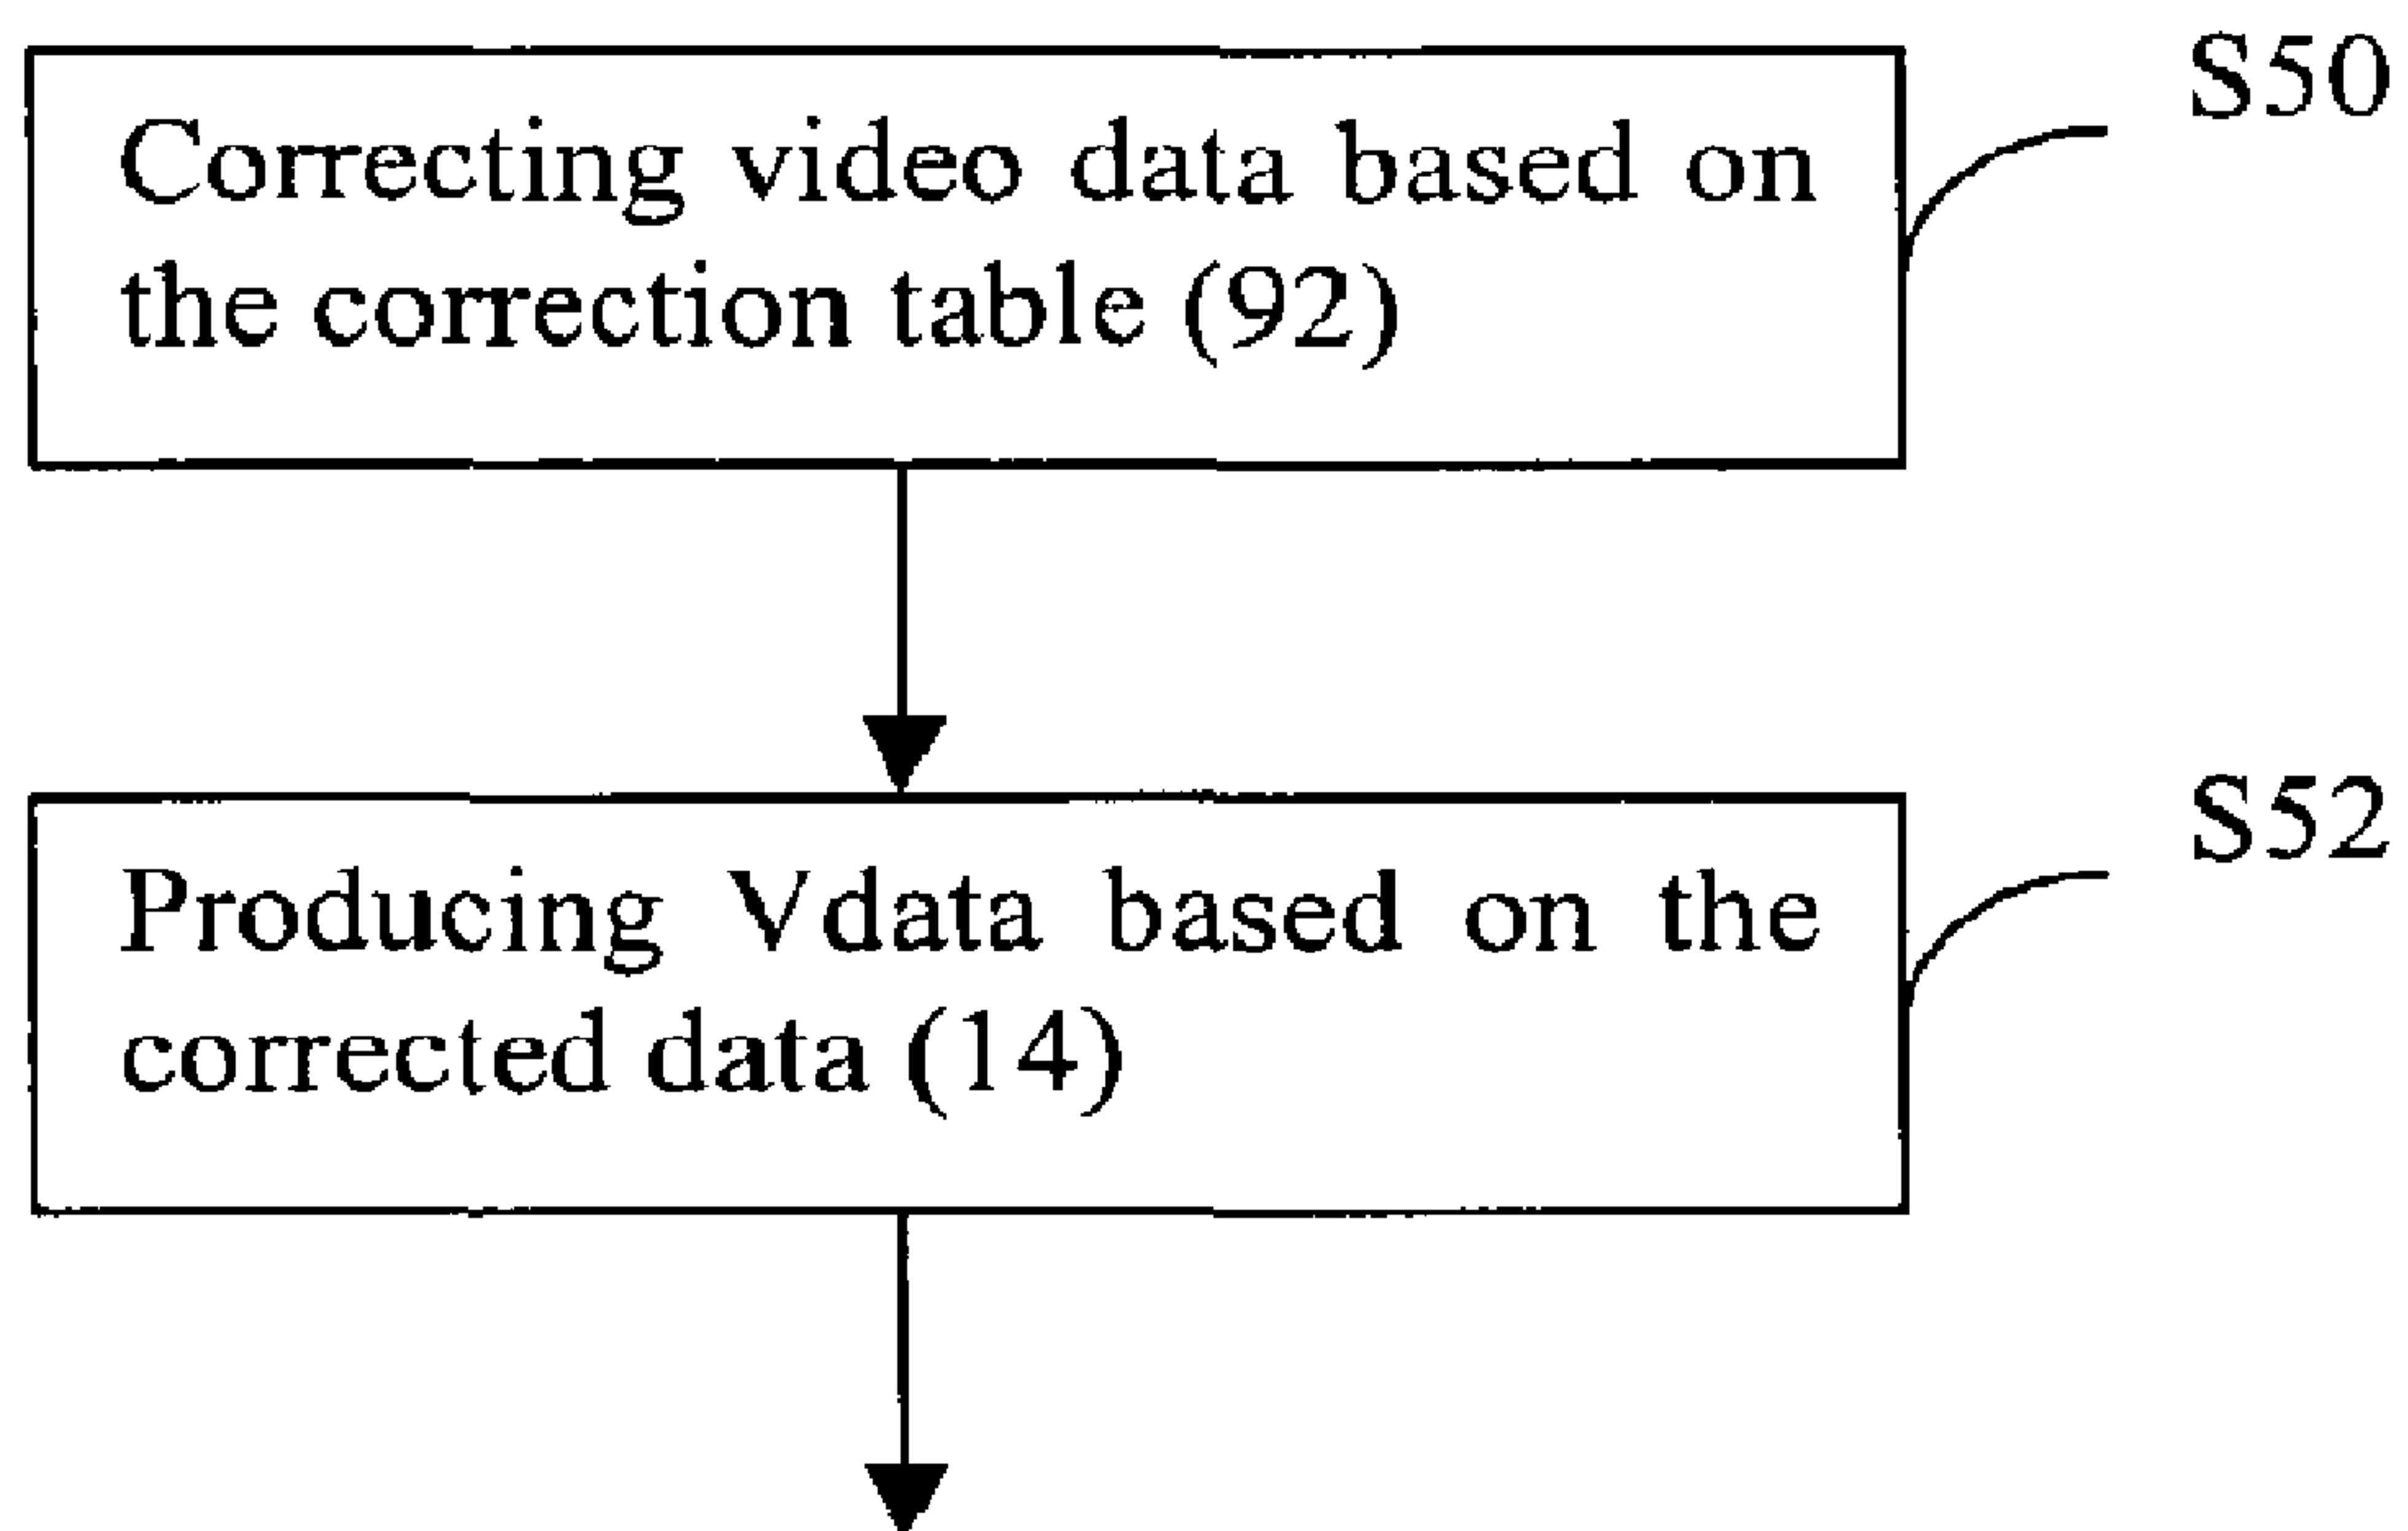 S50
Correcting video data based on
the correction table (92)
S52
Producing Vdata based on the
corrected data (14)